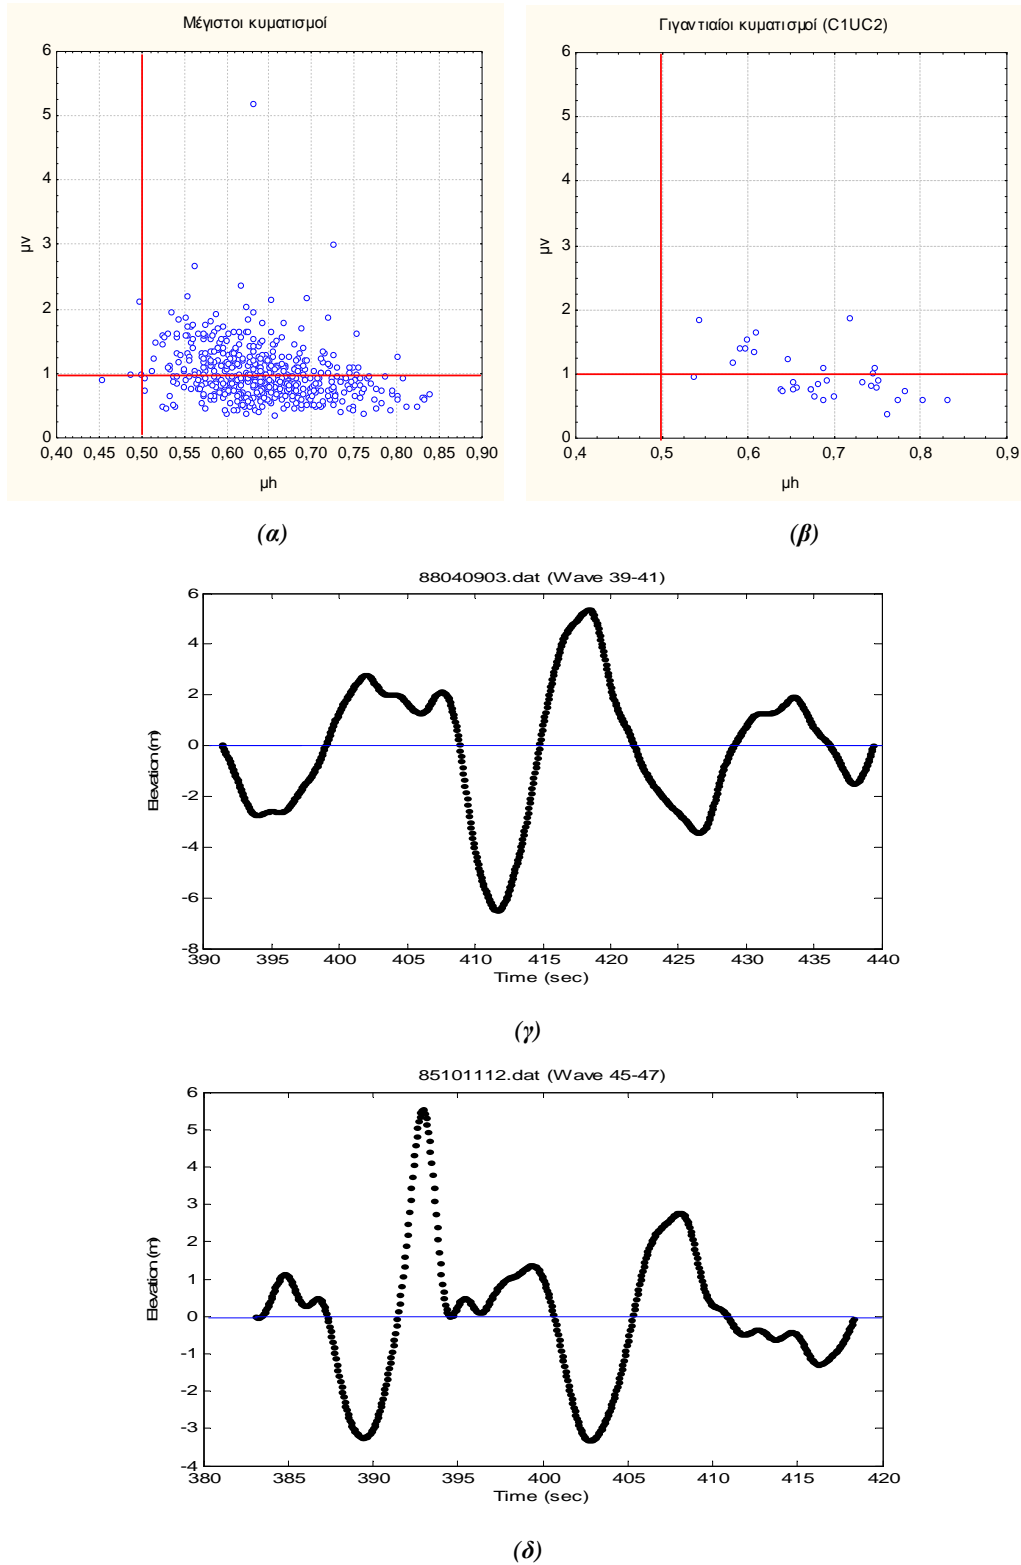 Μέγιστοι κυματισμοί
6
5
4
3
2
1
0
μv
0,40 0,45 0,50 0,55 0,60 0,65 0,70 0,75 0,80 0,85 0,90
μh
(α)
Γιγαντιαίοι κυματισμοί (C1UC2)
6
5
4
3
2
1
0
μv
0,4 0,5 0,6 0,7 0,8 0,9
μh
(β)
88040903.dat (Wave 39-41)
6
4
2
0
-2
-4
-6
-8
Elevation (m)
390 395 400 405 410 415 420 425 430 435 440
Time (sec)
(γ)
85101112.dat (Wave 45-47)
6
5
4
3
2
1
0
-1
-2
-3
-4
Elevation (m)
380 385 390 395 400 405 410 415 420
Time (sec)
(δ)